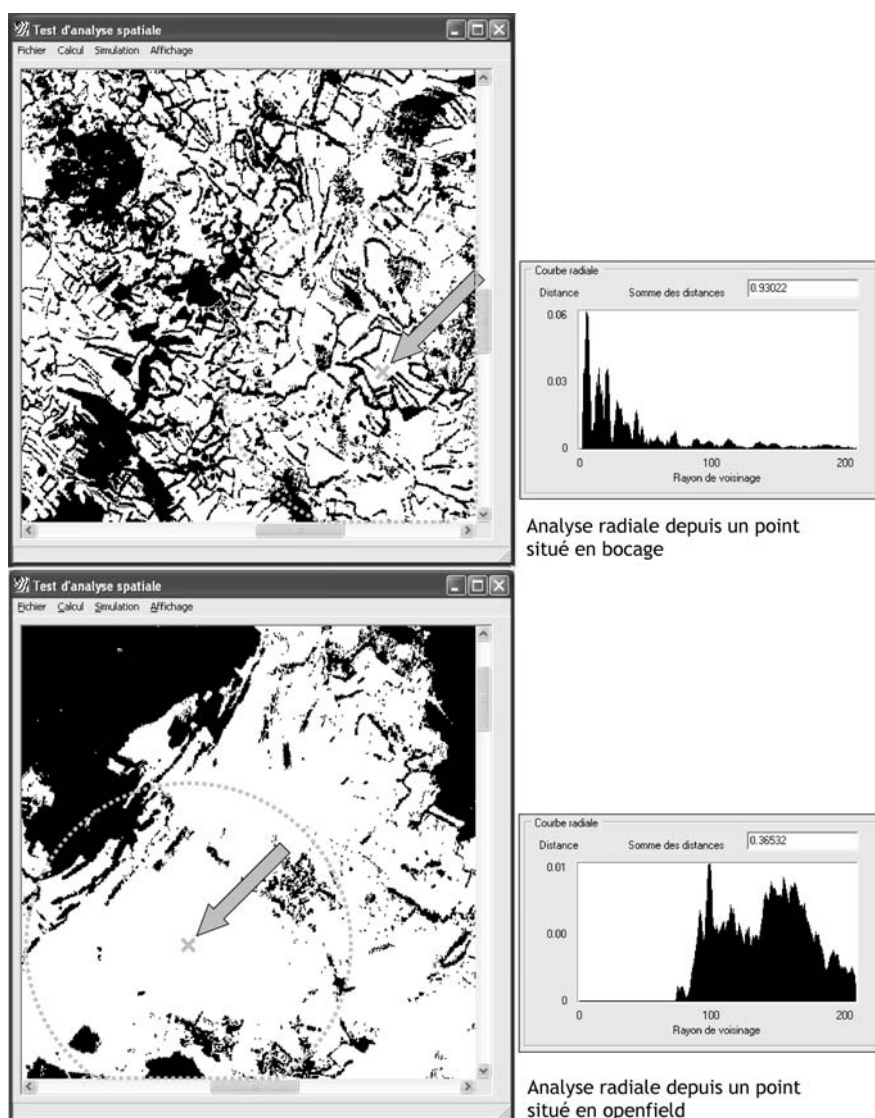 Test d'analyse spatiale
Fichier Calcul Simulation Affichage
Courbe radiale
Distance Somme des distances 0.93022
0.06
0.03
0
0 100 200
Rayon de voisinage
Analyse radiale depuis un point
situé en bocage
Test d'analyse spatiale
Fichier Calcul Simulation Affichage
Courbe radiale
Distance Somme des distances 0.36532
0.01
0.00
0
0 100 200
Rayon de voisinage
Analyse radiale depuis un point
situé en openfield